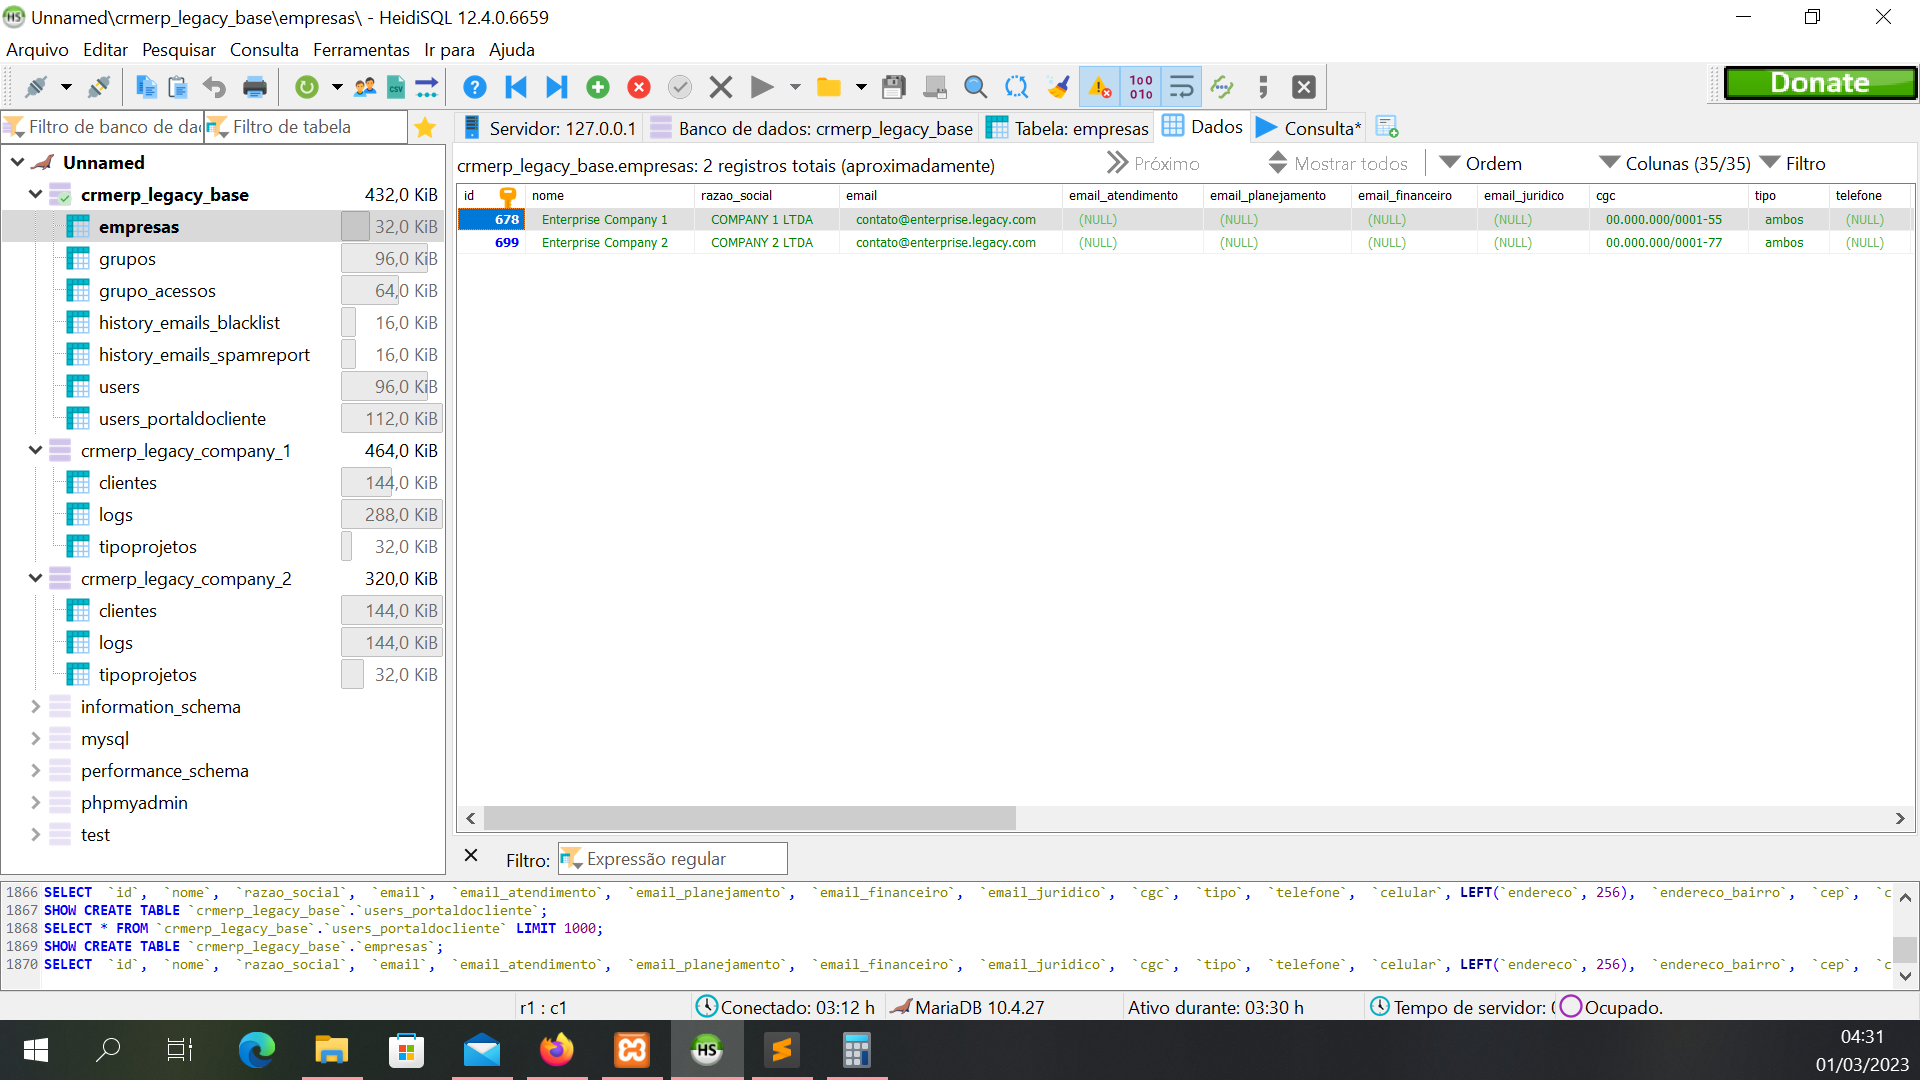 Unnamed\crmerp_legacy_base\empresas\ - HeidiSQL 12.4.0.6659
Arquivo Editar Pesquisar Consulta Ferramentas Ir para Ajuda
Donate
Filtro de banco de da
Filtro de tabela
Servidor: 127.0.0.1
Banco de dados: crmerp_legacy_base
Tabela: empresas
Dados
Consulta*
Unnamed
crmerp_legacy_base 432,0 KiB
empresas 32,0 KiB
grupos 96,0 KiB
grupo_acessos 64,0 KiB
history_emails_blacklist 16,0 KiB
history_emails_spamreport 16,0 KiB
users 96,0 KiB
users_portaldocliente 112,0 KiB
crmerp_legacy_company_1 464,0 KiB
clientes 144,0 KiB
logs 288,0 KiB
tipoprojetos 32,0 KiB
crmerp_legacy_company_2 320,0 KiB
clientes 144,0 KiB
logs 144,0 KiB
tipoprojetos 32,0 KiB
information_schema
mysql
performance_schema
phpmyadmin
test
crmerp_legacy_base.empresas: 2 registros totais (aproximadamente)
Próximo
Mostrar todos
Ordem
Colunas (35/35)
Filtro
id nome razao_social email email_atendimento email_planejamento email_financeiro email_juridico cgc tipo telefone
678 Enterprise Company 1 COMPANY 1 LTDA contato@enterprise.legacy.com (NULL) (NULL) (NULL) (NULL) 00.000.000/0001-55 ambos (NULL)
699 Enterprise Company 2 COMPANY 2 LTDA contato@enterprise.legacy.com (NULL) (NULL) (NULL) (NULL) 00.000.000/0001-77 ambos (NULL)
Filtro: Expressão regular
1866 SELECT `id`, `nome`, `razao_social`, `email`, `email_atendimento`, `email_planejamento`, `email_financeiro`, `email_juridico`, `cgc`, `tipo`, `telefone`, `celular`, LEFT(`endereco`, 256), `endereco_bairro`, `cep`, `c
1867 SHOW CREATE TABLE `crmerp_legacy_base`.`users_portaldocliente`;
1868 SELECT * FROM `crmerp_legacy_base`.`users_portaldocliente` LIMIT 1000;
1869 SHOW CREATE TABLE `crmerp_legacy_base`.`empresas`;
1870 SELECT `id`, `nome`, `razao_social`, `email`, `email_atendimento`, `email_planejamento`, `email_financeiro`, `email_juridico`, `cgc`, `tipo`, `telefone`, `celular`, LEFT(`endereco`, 256), `endereco_bairro`, `cep`, `c
r1 : c1
Conectado: 03:12 h
MariaDB 10.4.27
Ativo durante: 03:30 h
Tempo de servidor: (
Ocupado.
04:31
01/03/2023